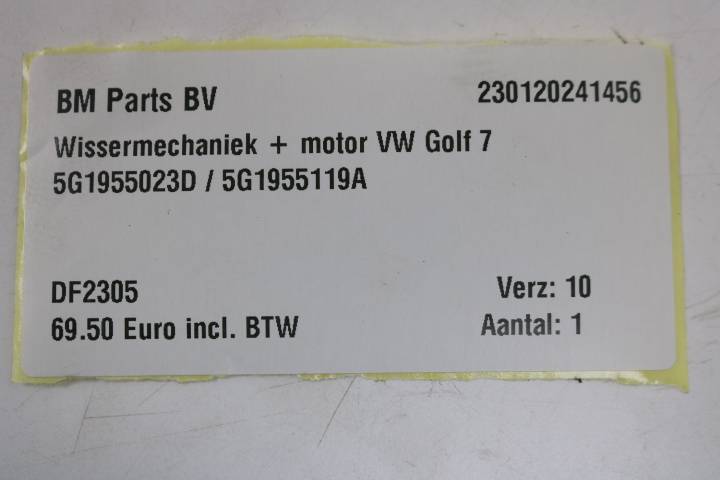 BM Parts BV 230120241456
Wissermechaniek + motor VW Golf 7
5G1955023D / 5G1955119A
DF2305 Verz: 10
69.50 Euro incl. BTW Aantal: 1